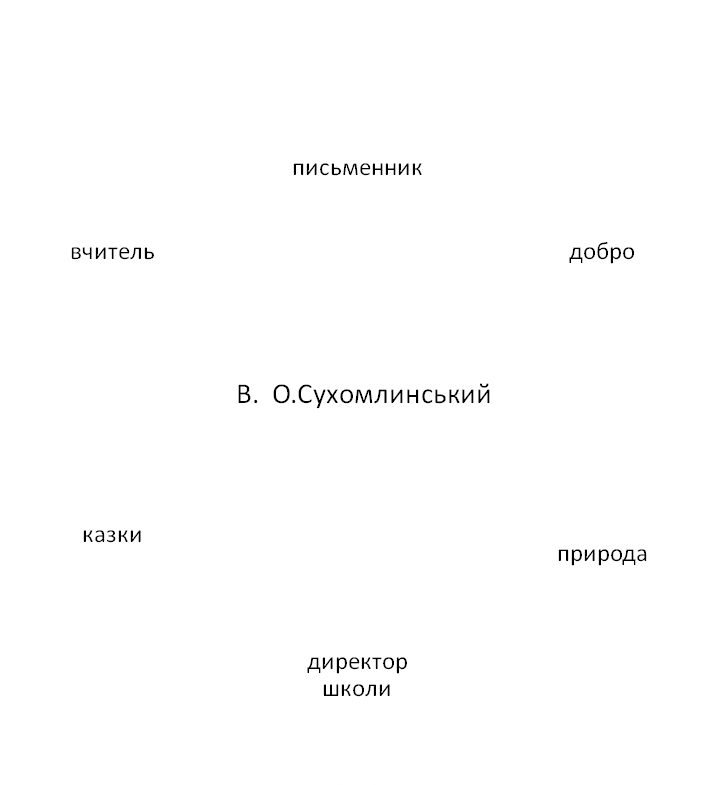 письменник
вчитель
добро
В. О.Сухомлинський
казки
природа
директор
школи